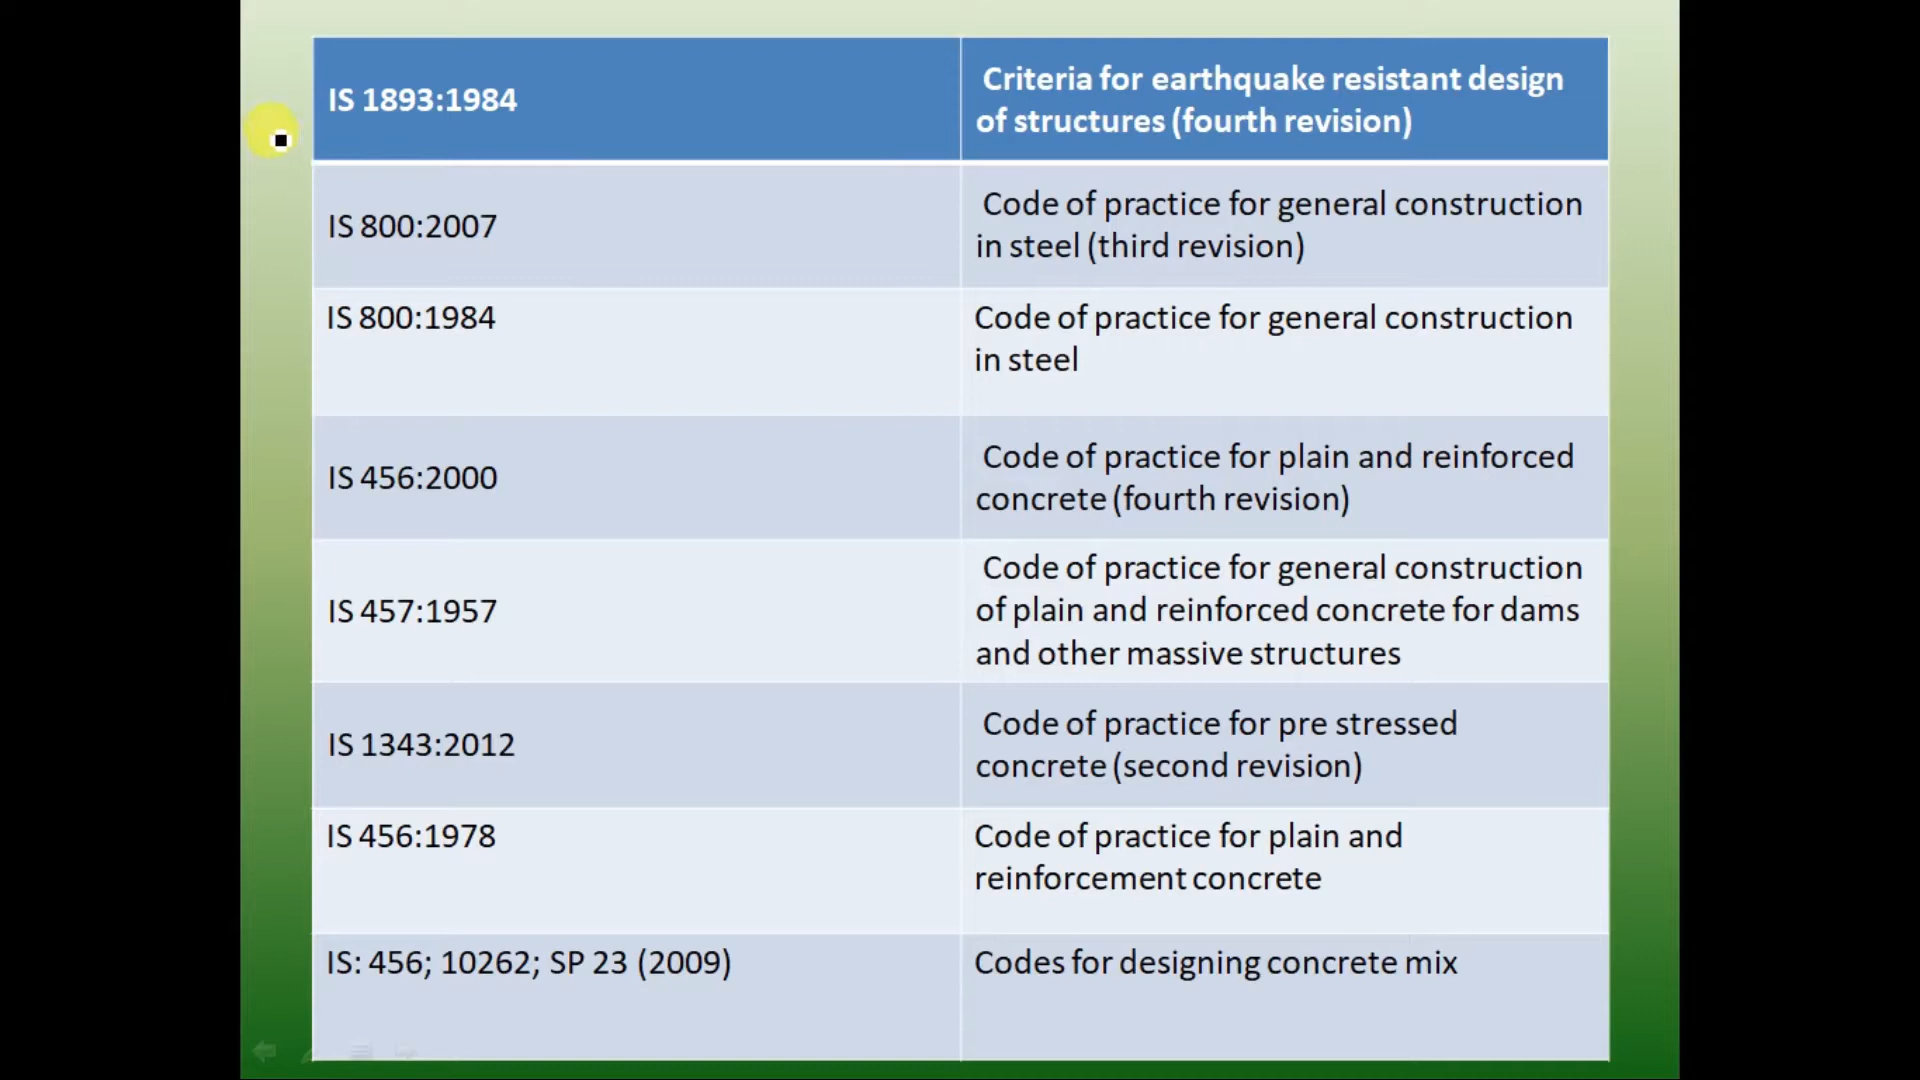 IS 1893:1984
Criteria for earthquake resistant design
of structures (fourth revision)
IS 800:2007
Code of practice for general construction
in steel (third revision)
IS 800:1984
Code of practice for general construction
in steel
IS 456:2000
Code of practice for plain and reinforced
concrete (fourth revision)
IS 457:1957
Code of practice for general construction
of plain and reinforced concrete for dams
and other massive structures
IS 1343:2012
Code of practice for pre stressed
concrete (second revision)
IS 456:1978
Code of practice for plain and
reinforcement concrete
IS: 456; 10262; SP 23 (2009)
Codes for designing concrete mix